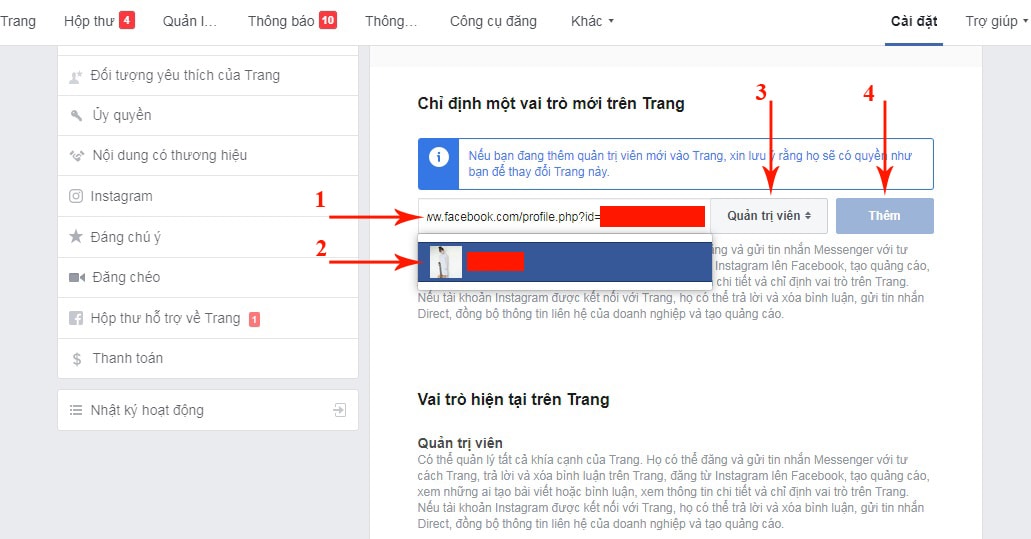 Trang Hộp thư 4 Quản l... Thông báo 10 Thông... Công cụ đăng Khác Cài đặt Trợ giúp
Đối tượng yêu thích của Trang
Ủy quyền
Nội dung có thương hiệu
Instagram
Đáng chú ý
Đăng chéo
Hộp thư hỗ trợ về Trang 1
$ Thanh toán
Nhật ký hoạt động
Chỉ định một vai trò mới trên Trang
3 4
Nếu bạn đang thêm quản trị viên mới vào Trang, xin lưu ý rằng họ sẽ có quyền như
bạn để thay đổi Trang này.
1
ww.facebook.com/profile.php?id= Quản trị viên Thêm
2
ng và gửi tin nhắn Messenger với tư
Instagram lên Facebook, tạo quảng cáo,
chi tiết và chỉ định vai trò trên Trang.
Nếu tài khoản Instagram được kết nối với Trang, họ có thể trả lời và xóa bình luận, gửi tin nhắn
Direct, đồng bộ thông tin liên hệ của doanh nghiệp và tạo quảng cáo.
Vai trò hiện tại trên Trang
Quản trị viên
Có thể quản lý tất cả khía cạnh của Trang. Họ có thể đăng và gửi tin nhắn Messenger với tư
cách Trang, trả lời và xóa bình luận trên Trang, đăng từ Instagram lên Facebook, tạo quảng cáo,
xem những ai tạo bài viết hoặc bình luận, xem thông tin chi tiết và chỉ định vai trò trên Trang.
Nếu tài khoản Instagram được kết nối với Trang, họ có thể trả lời và xóa bình luận, gửi tin nhắn
Direct, đồng bộ thông tin liên hệ của doanh nghiệp và tạo quảng cáo.